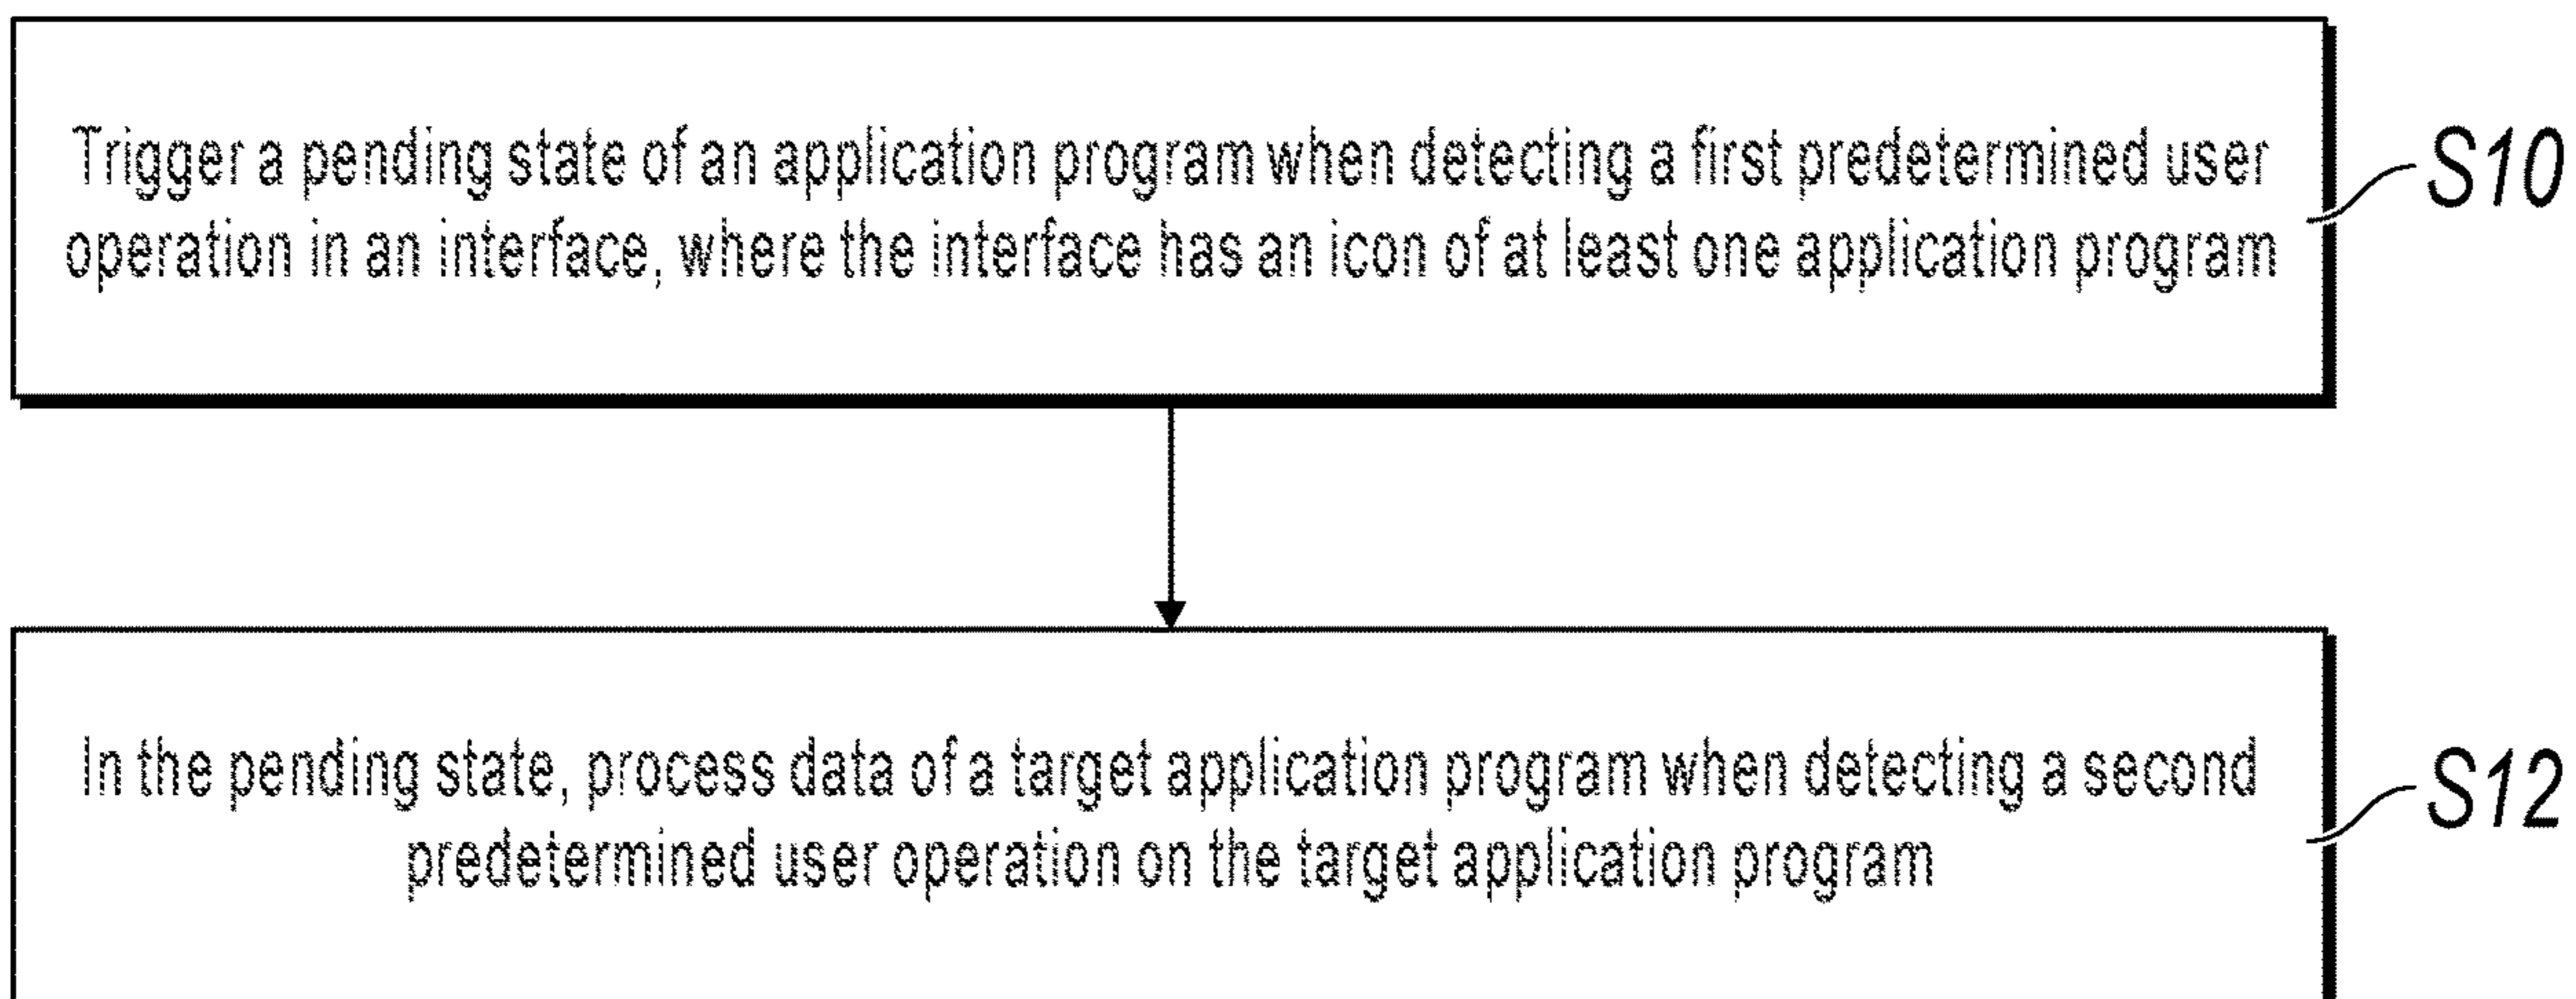 Trigger a pending state of an application program when detecting a first predetermined user
operation in an interface, where the interface has an icon of at least one application program
S10
In the pending state, process data of a target application program when detecting a second
predetermined user operation on the target application program
S12